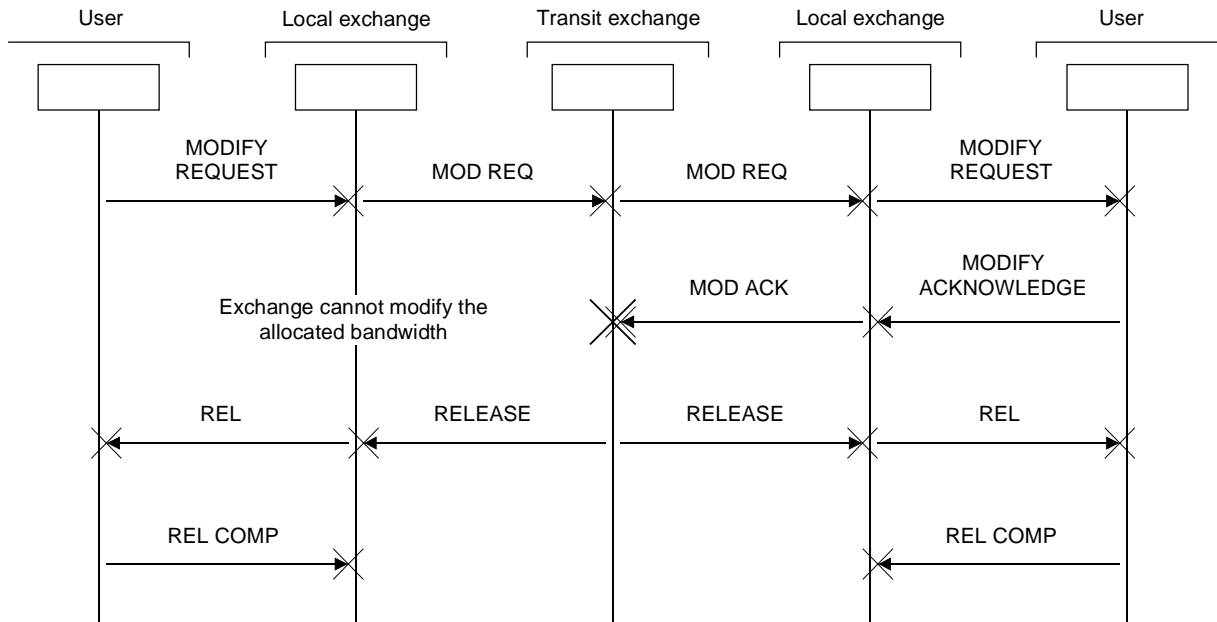 User
Local exchange
Transit exchange
Local exchange
User
MODIFY
REQUEST
MOD REQ
MOD REQ
MODIFY
REQUEST
Exchange cannot modify the
allocated bandwidth
MOD ACK
MODIFY
ACKNOWLEDGE
REL
RELEASE
RELEASE
REL
REL COMP
REL COMP